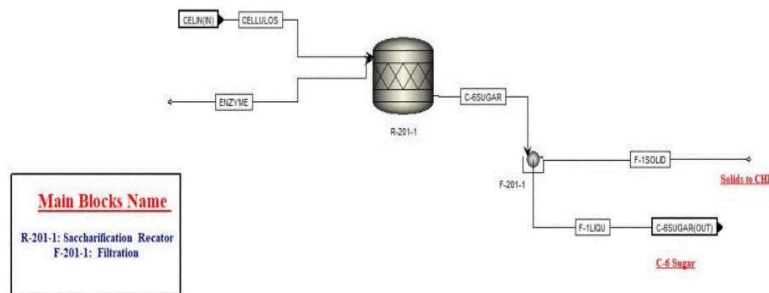 CELIN(IN)
CELLULOS
ENZYME
R-201-1
C-6SUGAR
F-201-1
F-1SOLID
Solids to CHI
F-1LIQU
C-6SUGAR(OUT)
C-6 Sugar
Main Blocks Name
R-201-1: Saccharification Recator
F-201-1: Filtration